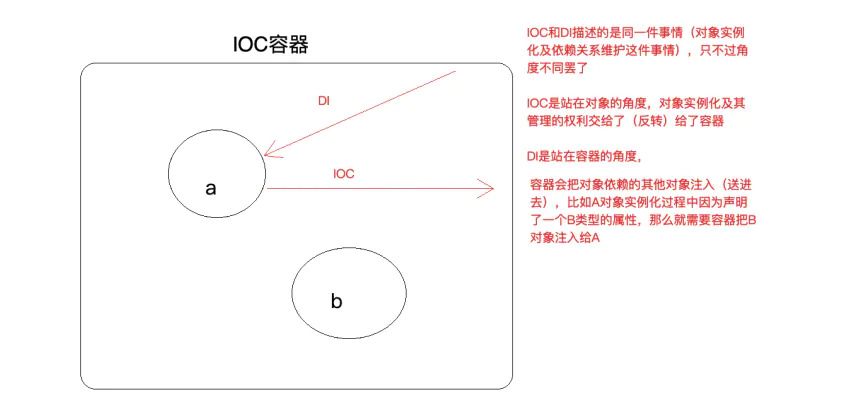 IOC容器
DI
IOC
a
b
IOC和DI描述的是同一件事情（对象实例
化及依赖关系维护这件事情），只不过角
度不同罢了
IOC是站在对象的角度，对象实例化及其
管理的权利交给了（反转）给了容器
DI是站在容器的角度，
容器会把对象依赖的其他对象注入（送进
去），比如A对象实例化过程中因为声明
了一个B类型的属性，那么就需要容器把B
对象注入给A